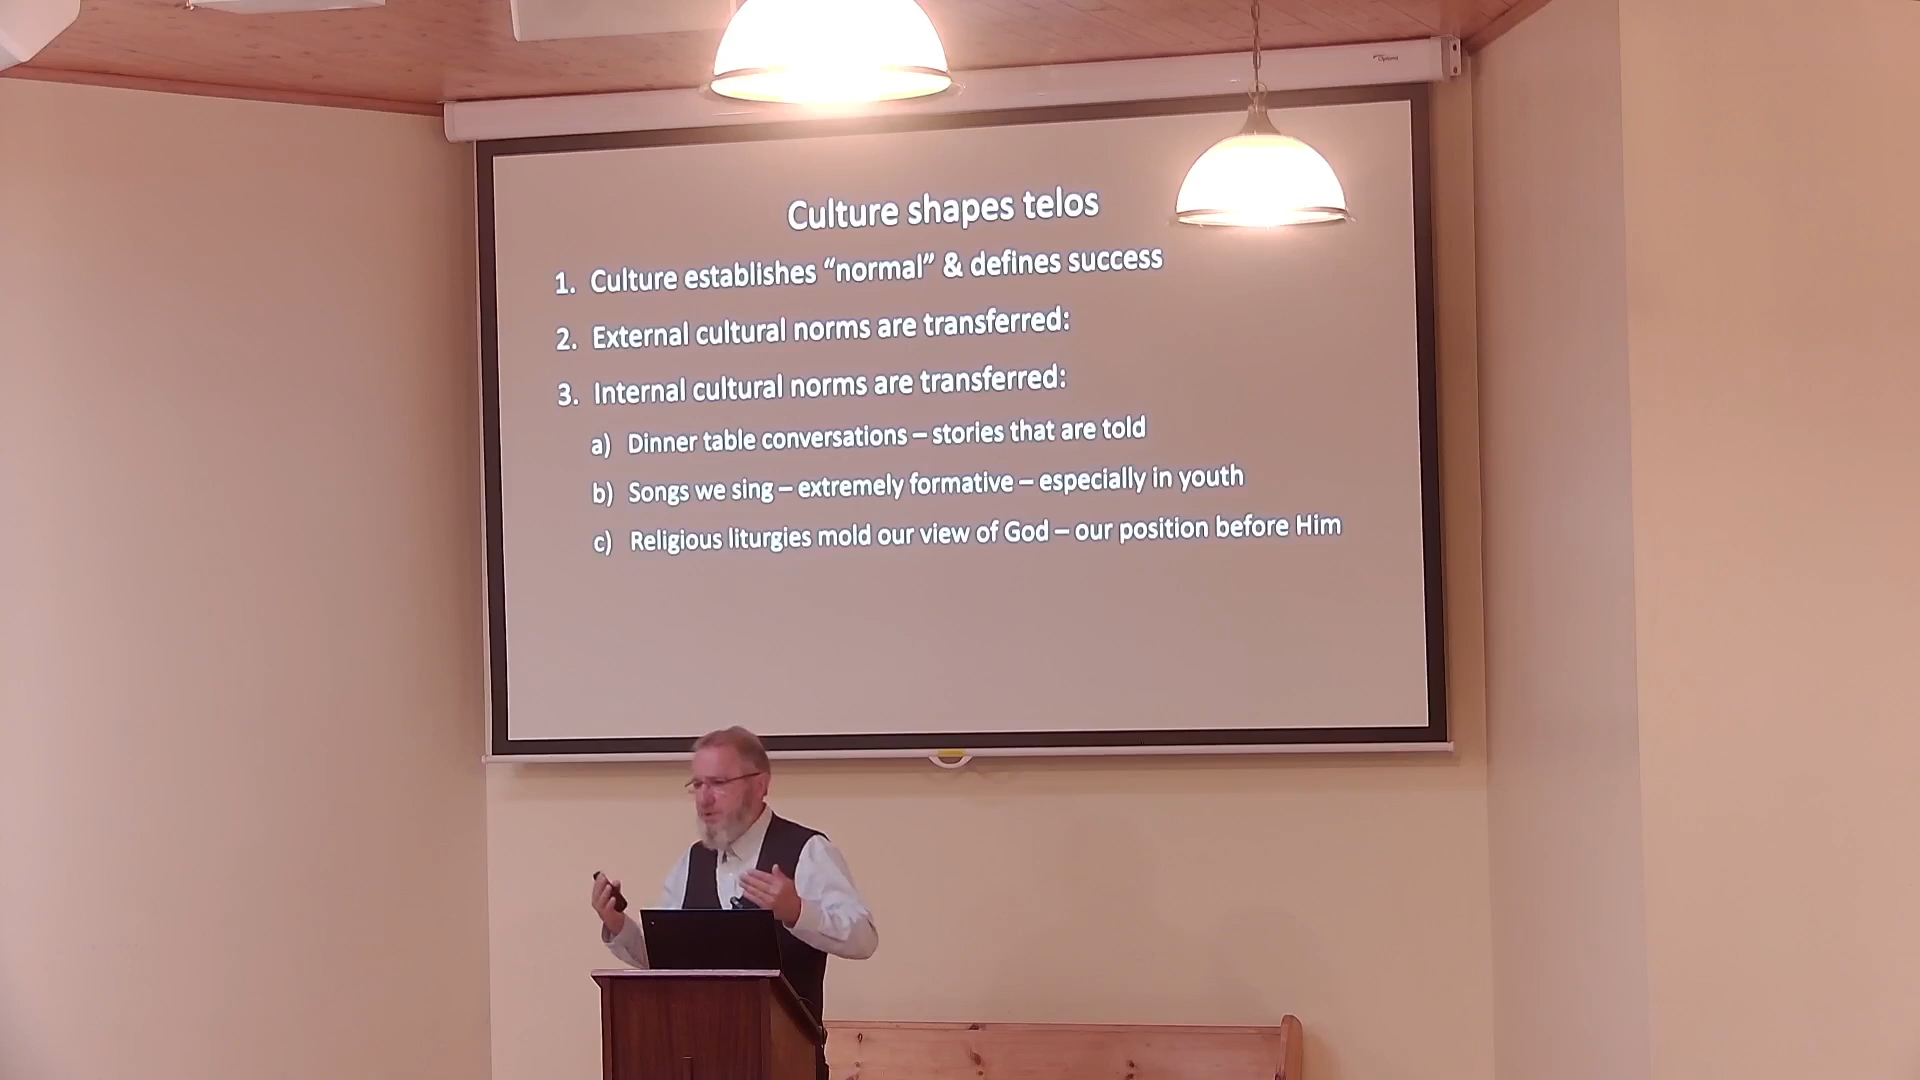 Optoma
Culture shapes telos
1. Culture establishes “normal” & defines success
2. External cultural norms are transferred:
3. Internal cultural norms are transferred:
a) Dinner table conversations – stories that are told
b) Songs we sing – extremely formative – especially in youth
c) Religious liturgies mold our view of God – our position before Him